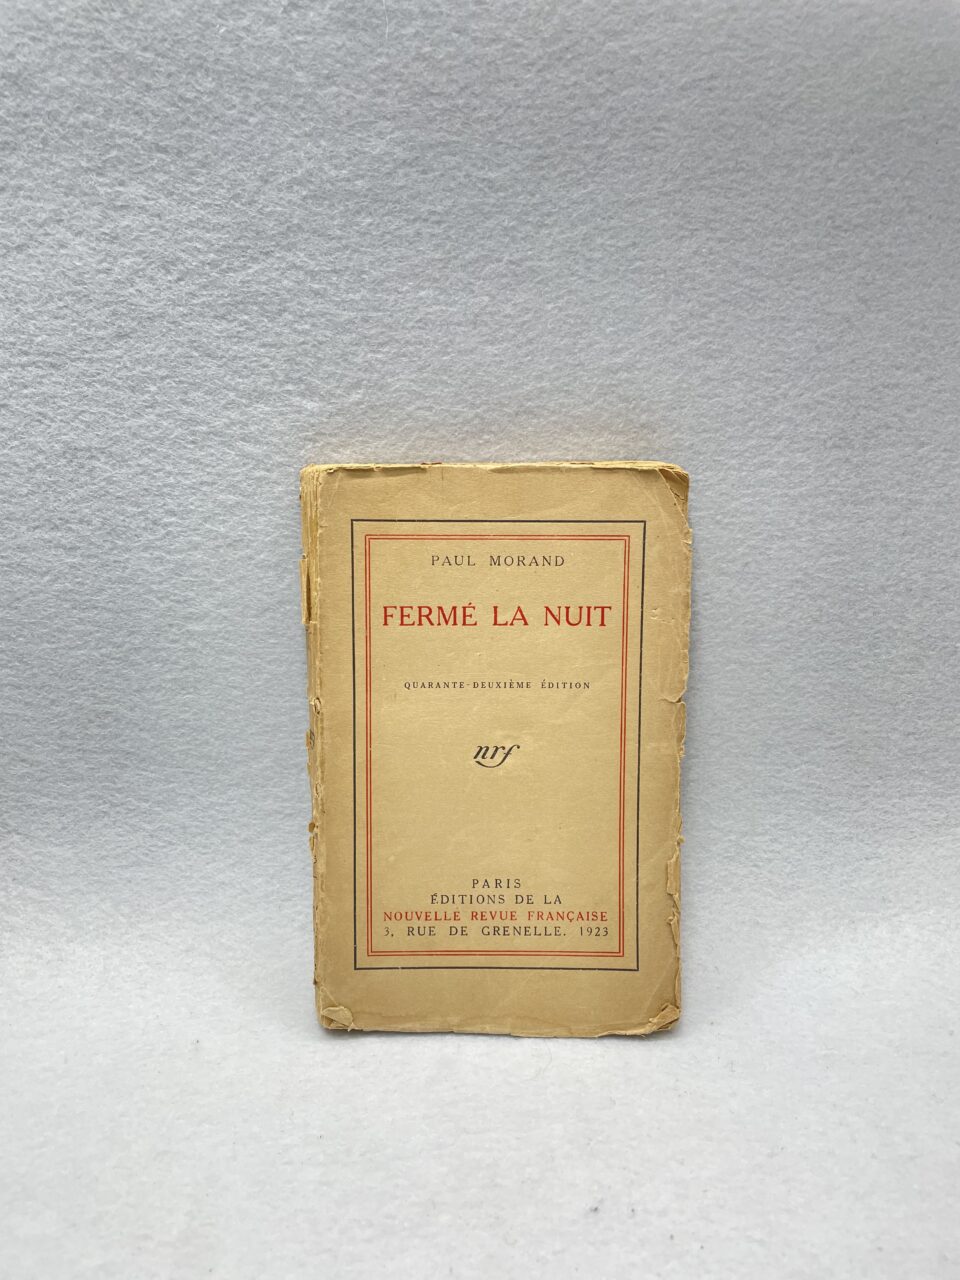 PAUL MORAND
FERMÉ LA NUIT
QUARANTE-DEUXIÈME ÉDITION
nrf
PARIS
ÉDITIONS DE LA
NOUVELLE REVUE FRANÇAISE
3, RUE DE GRENELLE. 1923